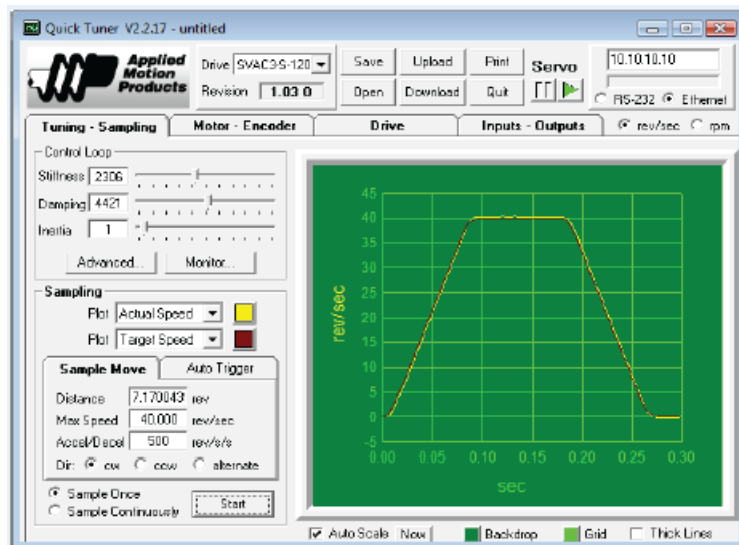 Quick Tuner V2.2.17 - untitled
Applied Motion Products
Drive SVAC3-S-120
Revision 1.03 0
Save Upload Print
Open Download Quit
Servo
10.10.10.10
RS-232 Ethernet
Tuning - Sampling Motor - Encoder Drive Inputs - Outputs rev/sec rpm
Control Loop
Stiffness 2306
Damping 4421
Inertia 1
Advanced... Monitor...
Sampling
Plot Actual Speed
Plot Target Speed
Sample Move Auto Trigger
Distance 7.170043 rev
Max Speed 40.000 rev/sec
Accel/Decel 500 rev/s/s
Dir: cw ccw alternate
Sample Once
Sample Continuously
Start
rev/sec
45
40
35
30
25
20
15
10
5
0
-5
0.00 0.05 0.10 0.15 0.20 0.25 0.30
sec
Auto Scale Now Backdrop Grid Thick Lines